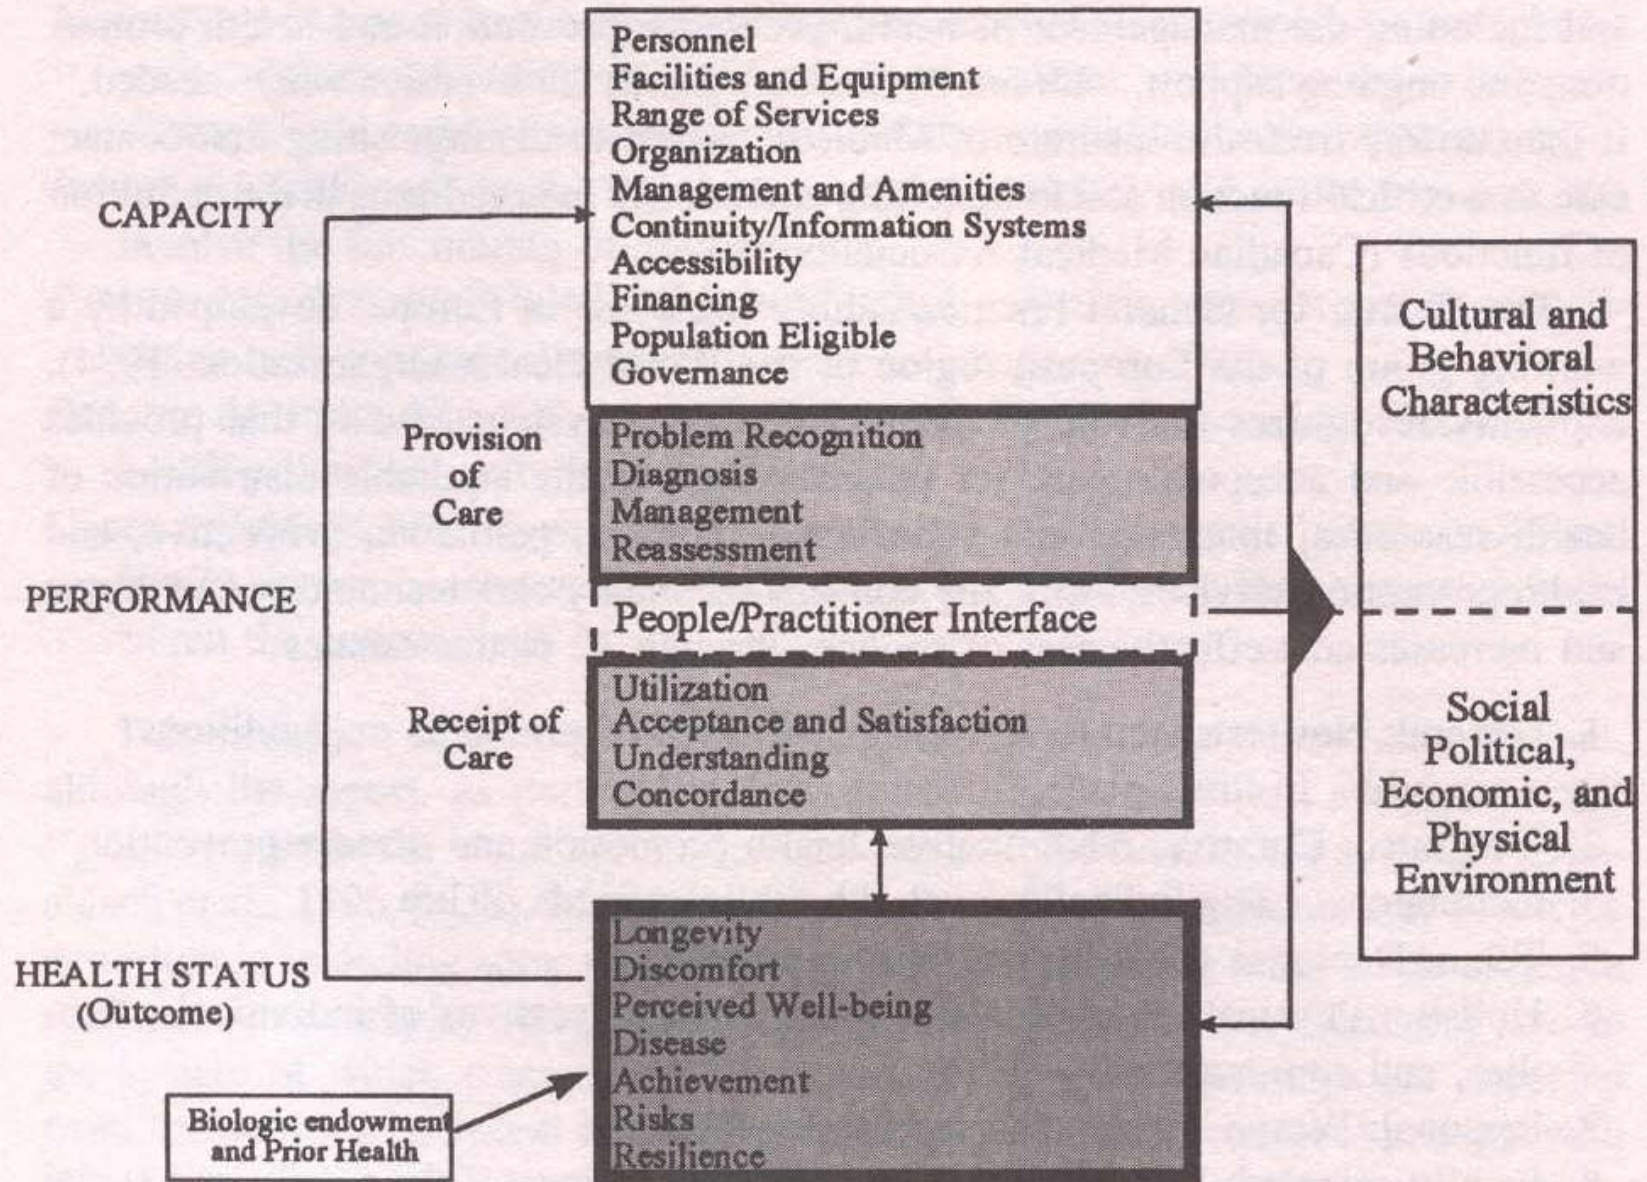 CAPACITY
Personnel
Facilities and Equipment
Range of Services
Organization
Management and Amenities
Continuity/Information Systems
Accessibility
Financing
Population Eligible
Governance
PERFORMANCE
Provision
of
Care
Problem Recognition
Diagnosis
Management
Reassessment
People/Practitioner Interface
Receipt of
Care
Utilization
Acceptance and Satisfaction
Understanding
Concordance
HEALTH STATUS
(Outcome)
Longevity
Discomfort
Perceived Well-being
Disease
Achievement
Risks
Resilience
Biologic endowment
and Prior Health
Cultural and
Behavioral
Characteristics
Social
Political,
Economic, and
Physical
Environment